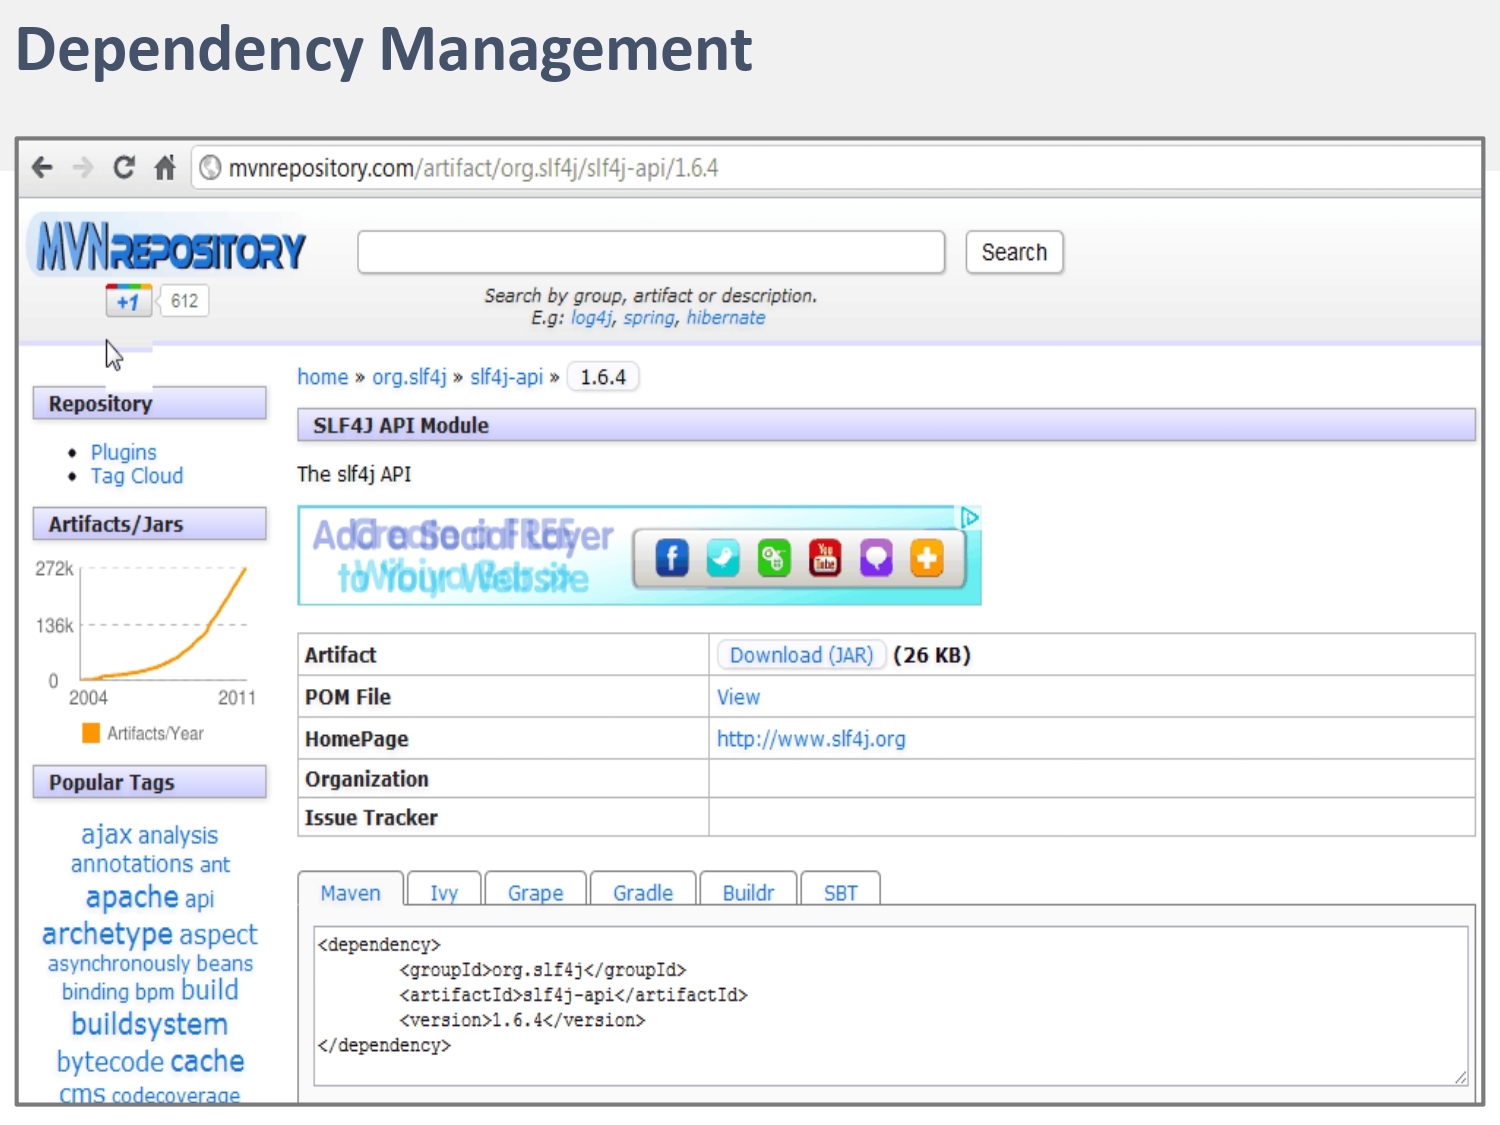 Dependency Management
mvnrepository.com/artifact/org.slf4j/slf4j-api/1.6.4
MVNREPOSITORY
Search
+1 612
Search by group, artifact or description.
E.g: log4j, spring, hibernate
home » org.slf4j » slf4j-api » 1.6.4
Repository
Plugins
Tag Cloud
Artifacts/Jars
272k
136k
0
2004 2011
Artifacts/Year
Popular Tags
ajax analysis
annotations ant
apache api
archetype aspect
asynchronously beans
binding bpm build
buildsystem
bytecode cache
cms codecoverage
SLF4J API Module
The slf4j API
Add a Social Layer
to Your Website
You Tube
Artifact Download (JAR) (26 KB)
POM File View
HomePage http://www.slf4j.org
Organization
Issue Tracker
Maven Ivy Grape Gradle Buildr SBT
<dependency>
<groupId>org.slf4j</groupId>
<artifactId>slf4j-api</artifactId>
<version>1.6.4</version>
</dependency>